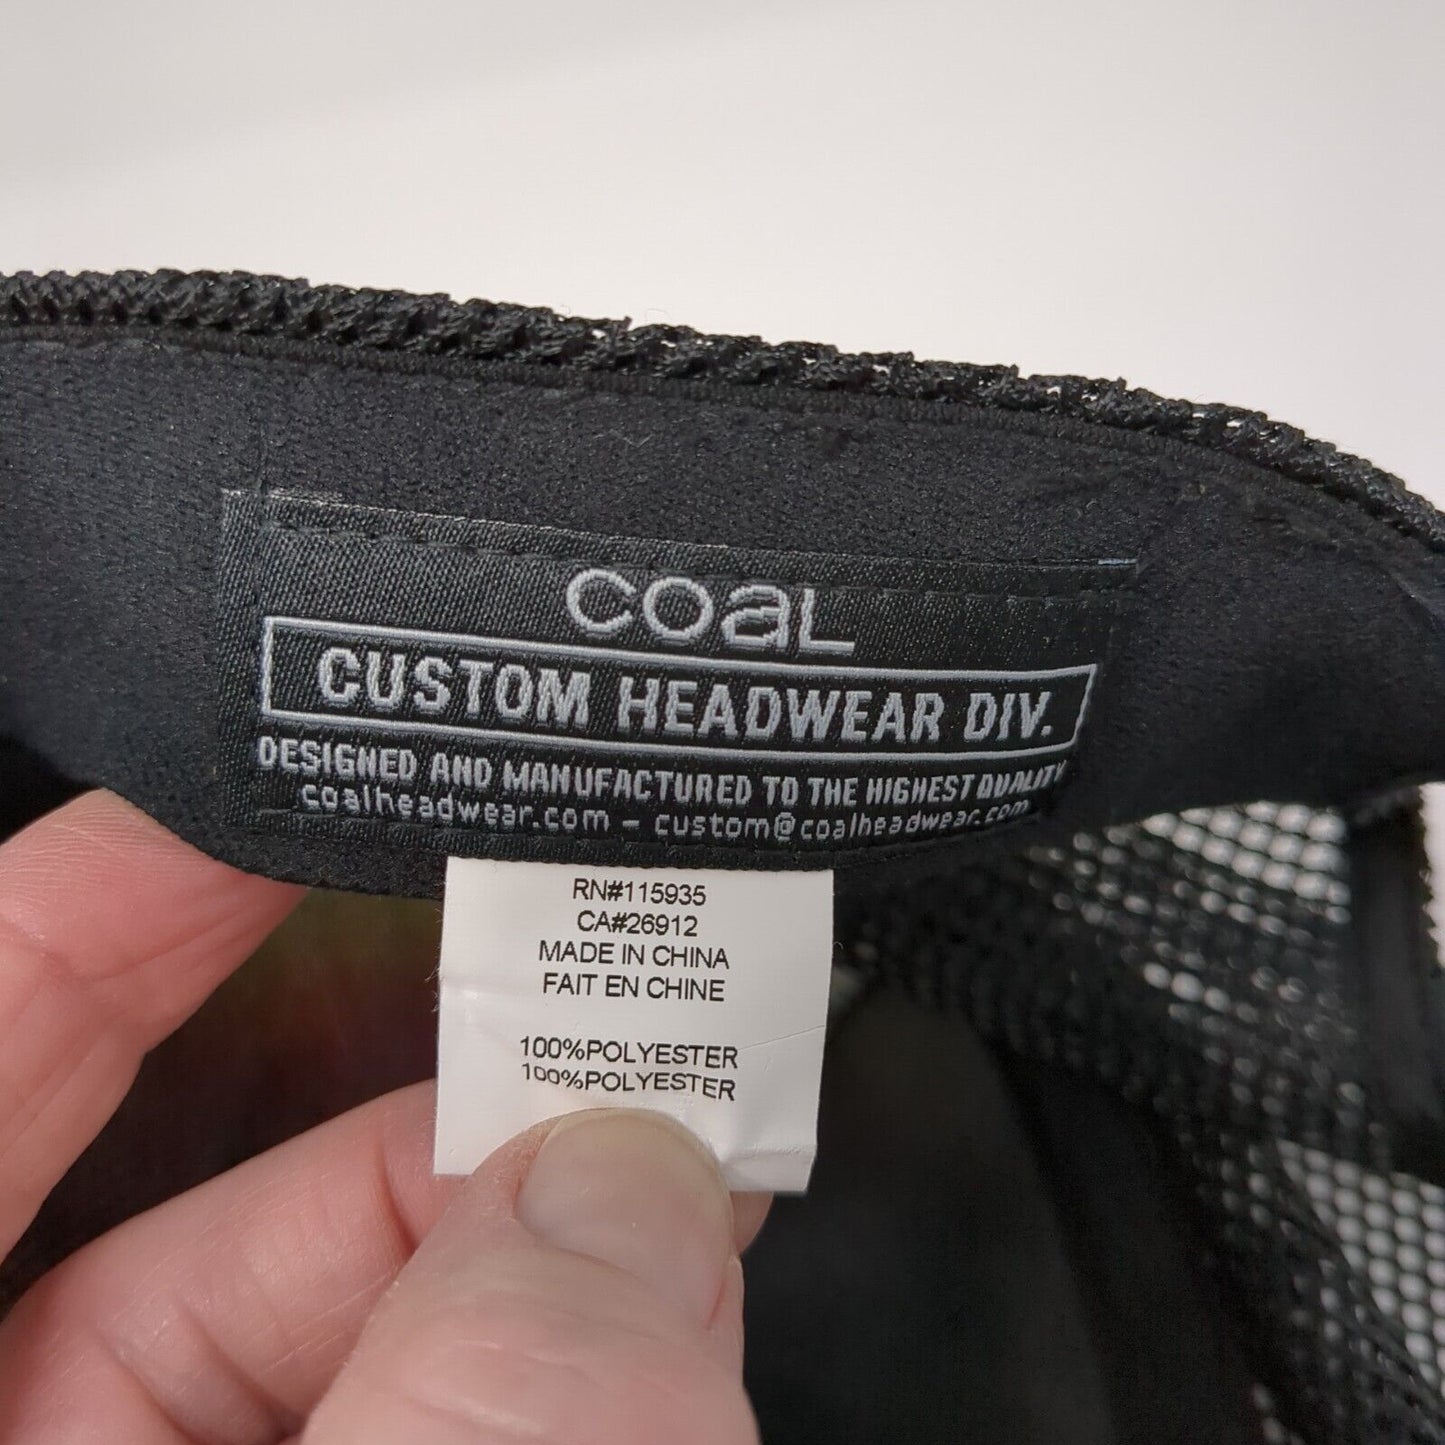 coaL
CUSTOM HEADWEAR DIV.
DESIGNED AND MANUFACTURED TO THE HIGHEST QUALITY
coalheadwear.com - custom@coalheadwear.com
RN#115935
CA#26912
MADE IN CHINA
FAIT EN CHINE
100%POLYESTER
100%POLYESTER